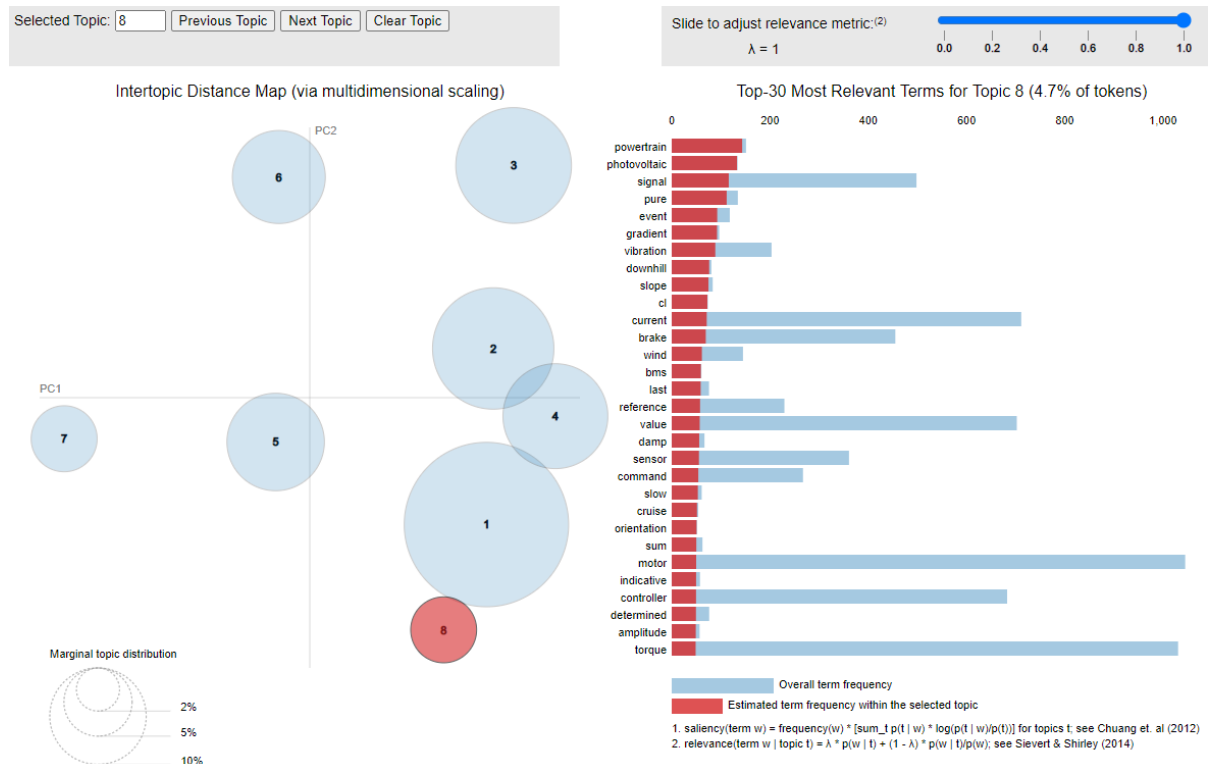 Selected Topic: 8 Previous Topic Next Topic Clear Topic
Slide to adjust relevance metric:(2)
λ = 1
0.0 0.2 0.4 0.6 0.8 1.0
Intertopic Distance Map (via multidimensional scaling)
PC2
PC1
6
3
2
4
7
5
1
8
Marginal topic distribution
2%
5%
10%
Top-30 Most Relevant Terms for Topic 8 (4.7% of tokens)
0 200 400 600 800 1,000
powertrain
photovoltaic
signal
pure
event
gradient
vibration
downhill
slope
cl
current
brake
wind
bms
last
reference
value
damp
sensor
command
slow
cruise
orientation
sum
motor
indicative
controller
determined
amplitude
torque
Overall term frequency
Estimated term frequency within the selected topic
1. saliency(term w) = frequency(w) * [sum_t p(t | w) * log(p(t | w)/p(t))] for topics t; see Chuang et. al (2012)
2. relevance(term w | topic t) = λ * p(w | t) + (1 - λ) * p(w | t)/p(w); see Sievert & Shirley (2014)